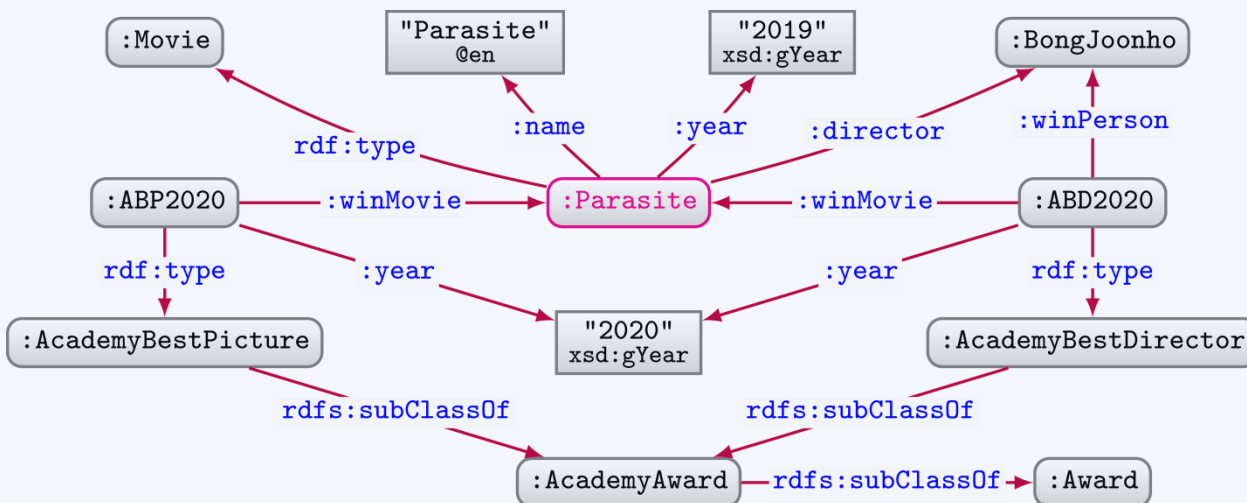 :Movie
"Parasite"
@en
"2019"
xsd:gYear
:BongJoonho
rdf:type
:name
:year
:director
:winPerson
:ABP2020
:winMovie
:Parasite
:winMovie
:ABD2020
rdf:type
:year
:year
rdf:type
:AcademyBestPicture
"2020"
xsd:gYear
:AcademyBestDirector
rdfs:subClassOf
rdfs:subClassOf
:AcademyAward
rdfs:subClassOf
:Award